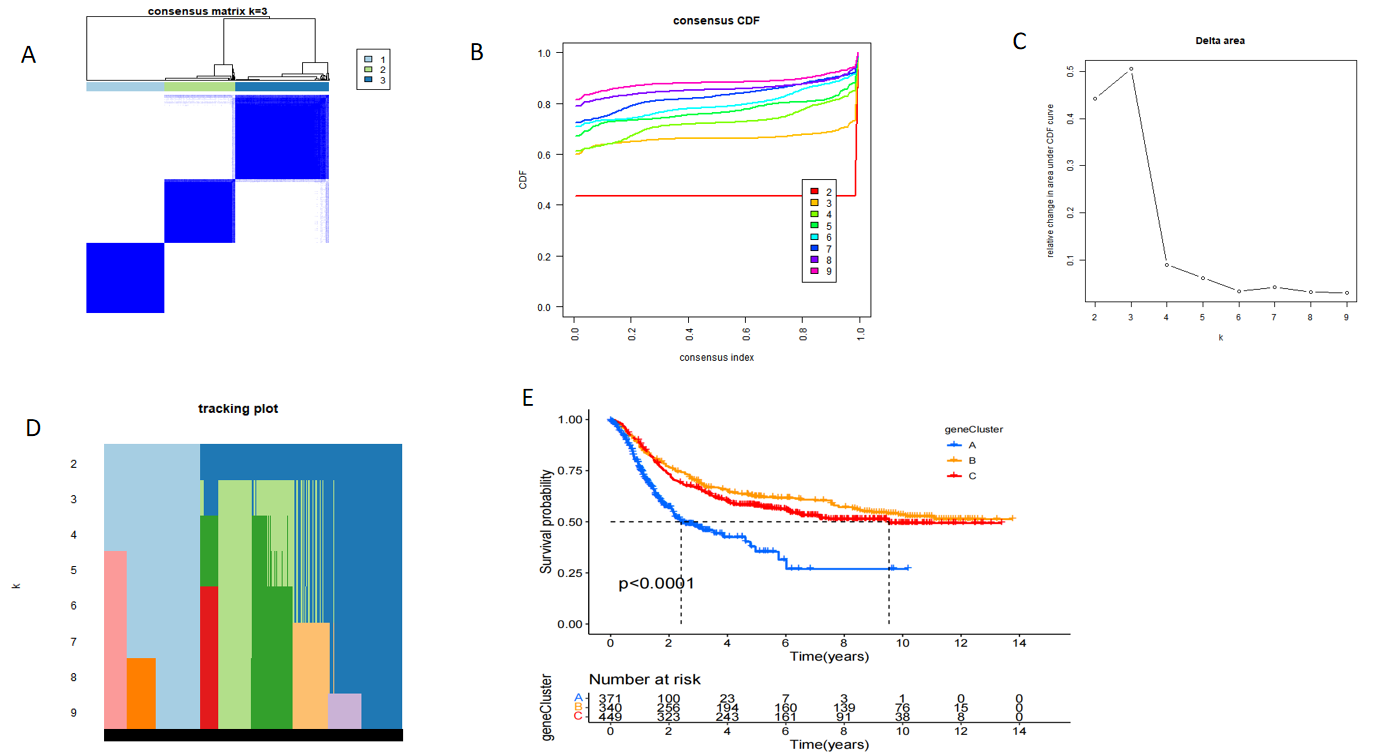 A
consensus matrix k=3
1
2
3
B
consensus CDF
CDF
1.0
0.8
0.6
0.4
0.2
0.0
2
3
4
5
6
7
8
9
0.0 0.2 0.4 0.6 0.8 1.0
consensus index
C
Delta area
relative change in area under CDF curve
0.5
0.4
0.3
0.2
0.1
2 3 4 5 6 7 8 9
k
D
tracking plot
k
2
3
4
5
6
7
8
9
E
Survival probability
1.00
0.75
0.50
0.25
0.00
geneCluster
A
B
C
p<0.0001
0 2 4 6 8 10 12 14
Time(years)
Number at risk
geneCluster
A 371 100 23 7 3 1 0 0
B 340 256 194 160 139 76 15 0
C 449 323 243 161 91 38 8 0
0 2 4 6 8 10 12 14
Time(years)